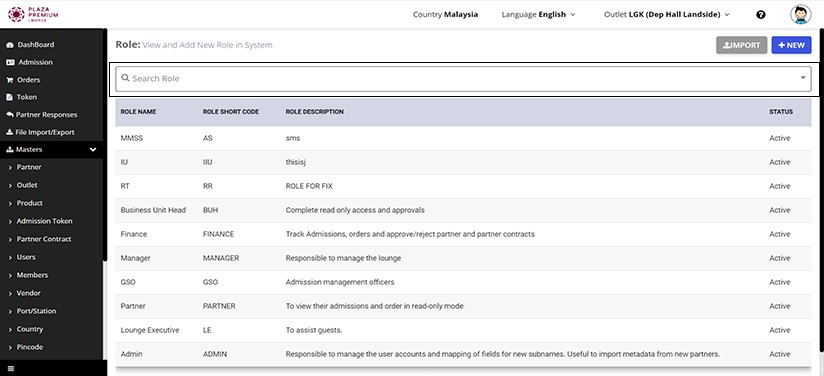 PLAZA
PREMIUM
LOUNGE
Country Malaysia Language English Outlet LGK (Dep Hall Landside)
DashBoard
Admission
Orders
Token
Partner Responses
File Import/Export
Masters
Partner
Outlet
Product
Admission Token
Partner Contract
Users
Members
Vendor
Port/Station
Country
Pincode
Role: View and Add New Role in System IMPORT + NEW
Search Role
ROLE NAME ROLE SHORT CODE ROLE DESCRIPTION STATUS
MMSS AS sms Active
IU IIU thisisj Active
RT RR ROLE FOR FIX Active
Business Unit Head BUH Complete read only access and approvals Active
Finance FINANCE Track Admissions, orders and approve/reject partner and partner contracts Active
Manager MANAGER Responsible to manage the lounge Active
GSO GSO Admission management officers Active
Partner PARTNER To view their admissions and order in read-only mode Active
Lounge Executive LE To assist guests. Active
Admin ADMIN Responsible to manage the user accounts and mapping of fields for new subnames. Useful to import metadata from new partners. Active